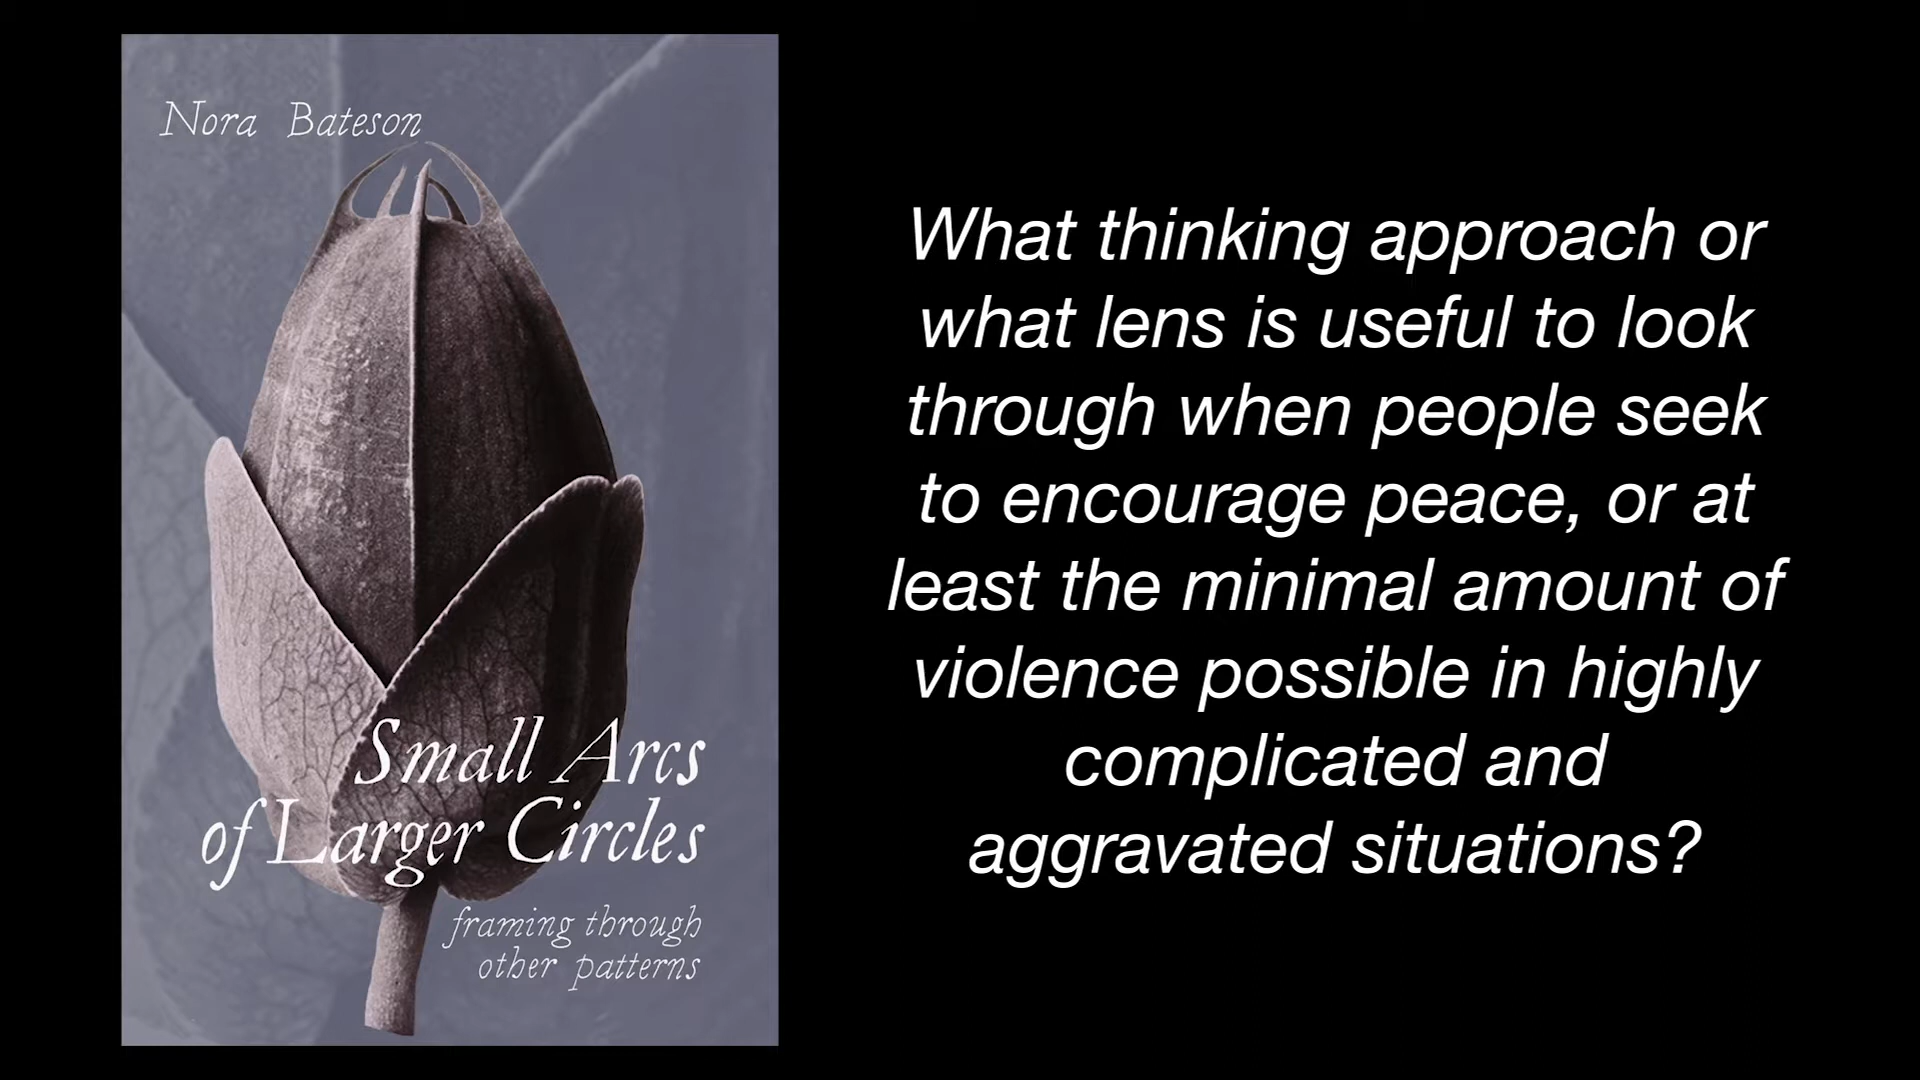 Nora Bateson
Small Arcs
of Larger Circles
framing through
other patterns
What thinking approach or
what lens is useful to look
through when people seek
to encourage peace, or at
least the minimal amount of
violence possible in highly
complicated and
aggravated situations?